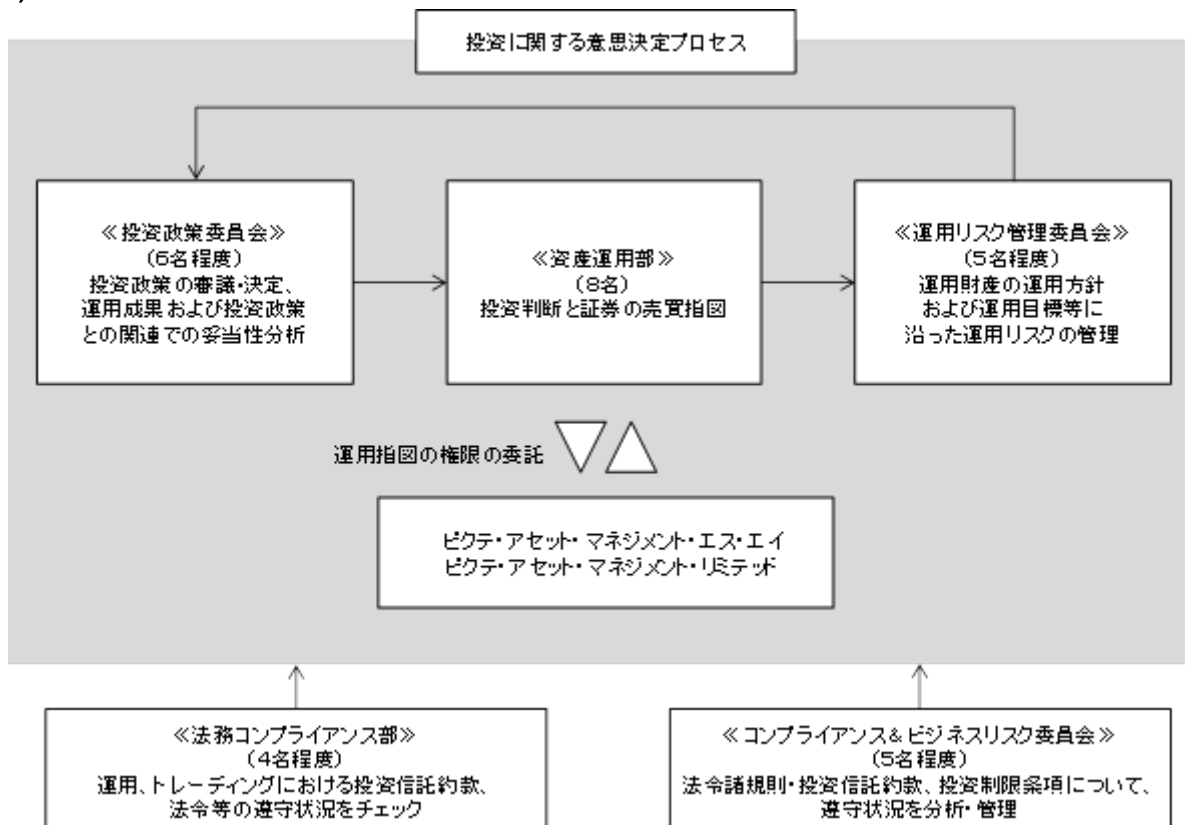 投資に関する意思決定プロセス
≪投資政策委員会≫
(6名程度)
投資政策の審議・決定、
運用成果および投資政策
との関連での妥当性分析
≪資産運用部≫
(8名)
投資判断と証券の売買指図
≪運用リスク管理委員会≫
(5名程度)
運用財産の運用方針
および運用目標等に
沿った運用リスクの管理
運用指図の権限の委託
ピクテ・アセット・マネジメント・エス・エイ
ピクテ・アセット・マネジメント・リミテッド
≪法務コンプライアンス部≫
(4名程度)
運用、トレーディングにおける投資信託約款、
法令等の遵守状況をチェック
≪コンプライアンス&ビジネスリスク委員会≫
(5名程度)
法令諸規則・投資信託約款、投資制限条項について、
遵守状況を分析・管理